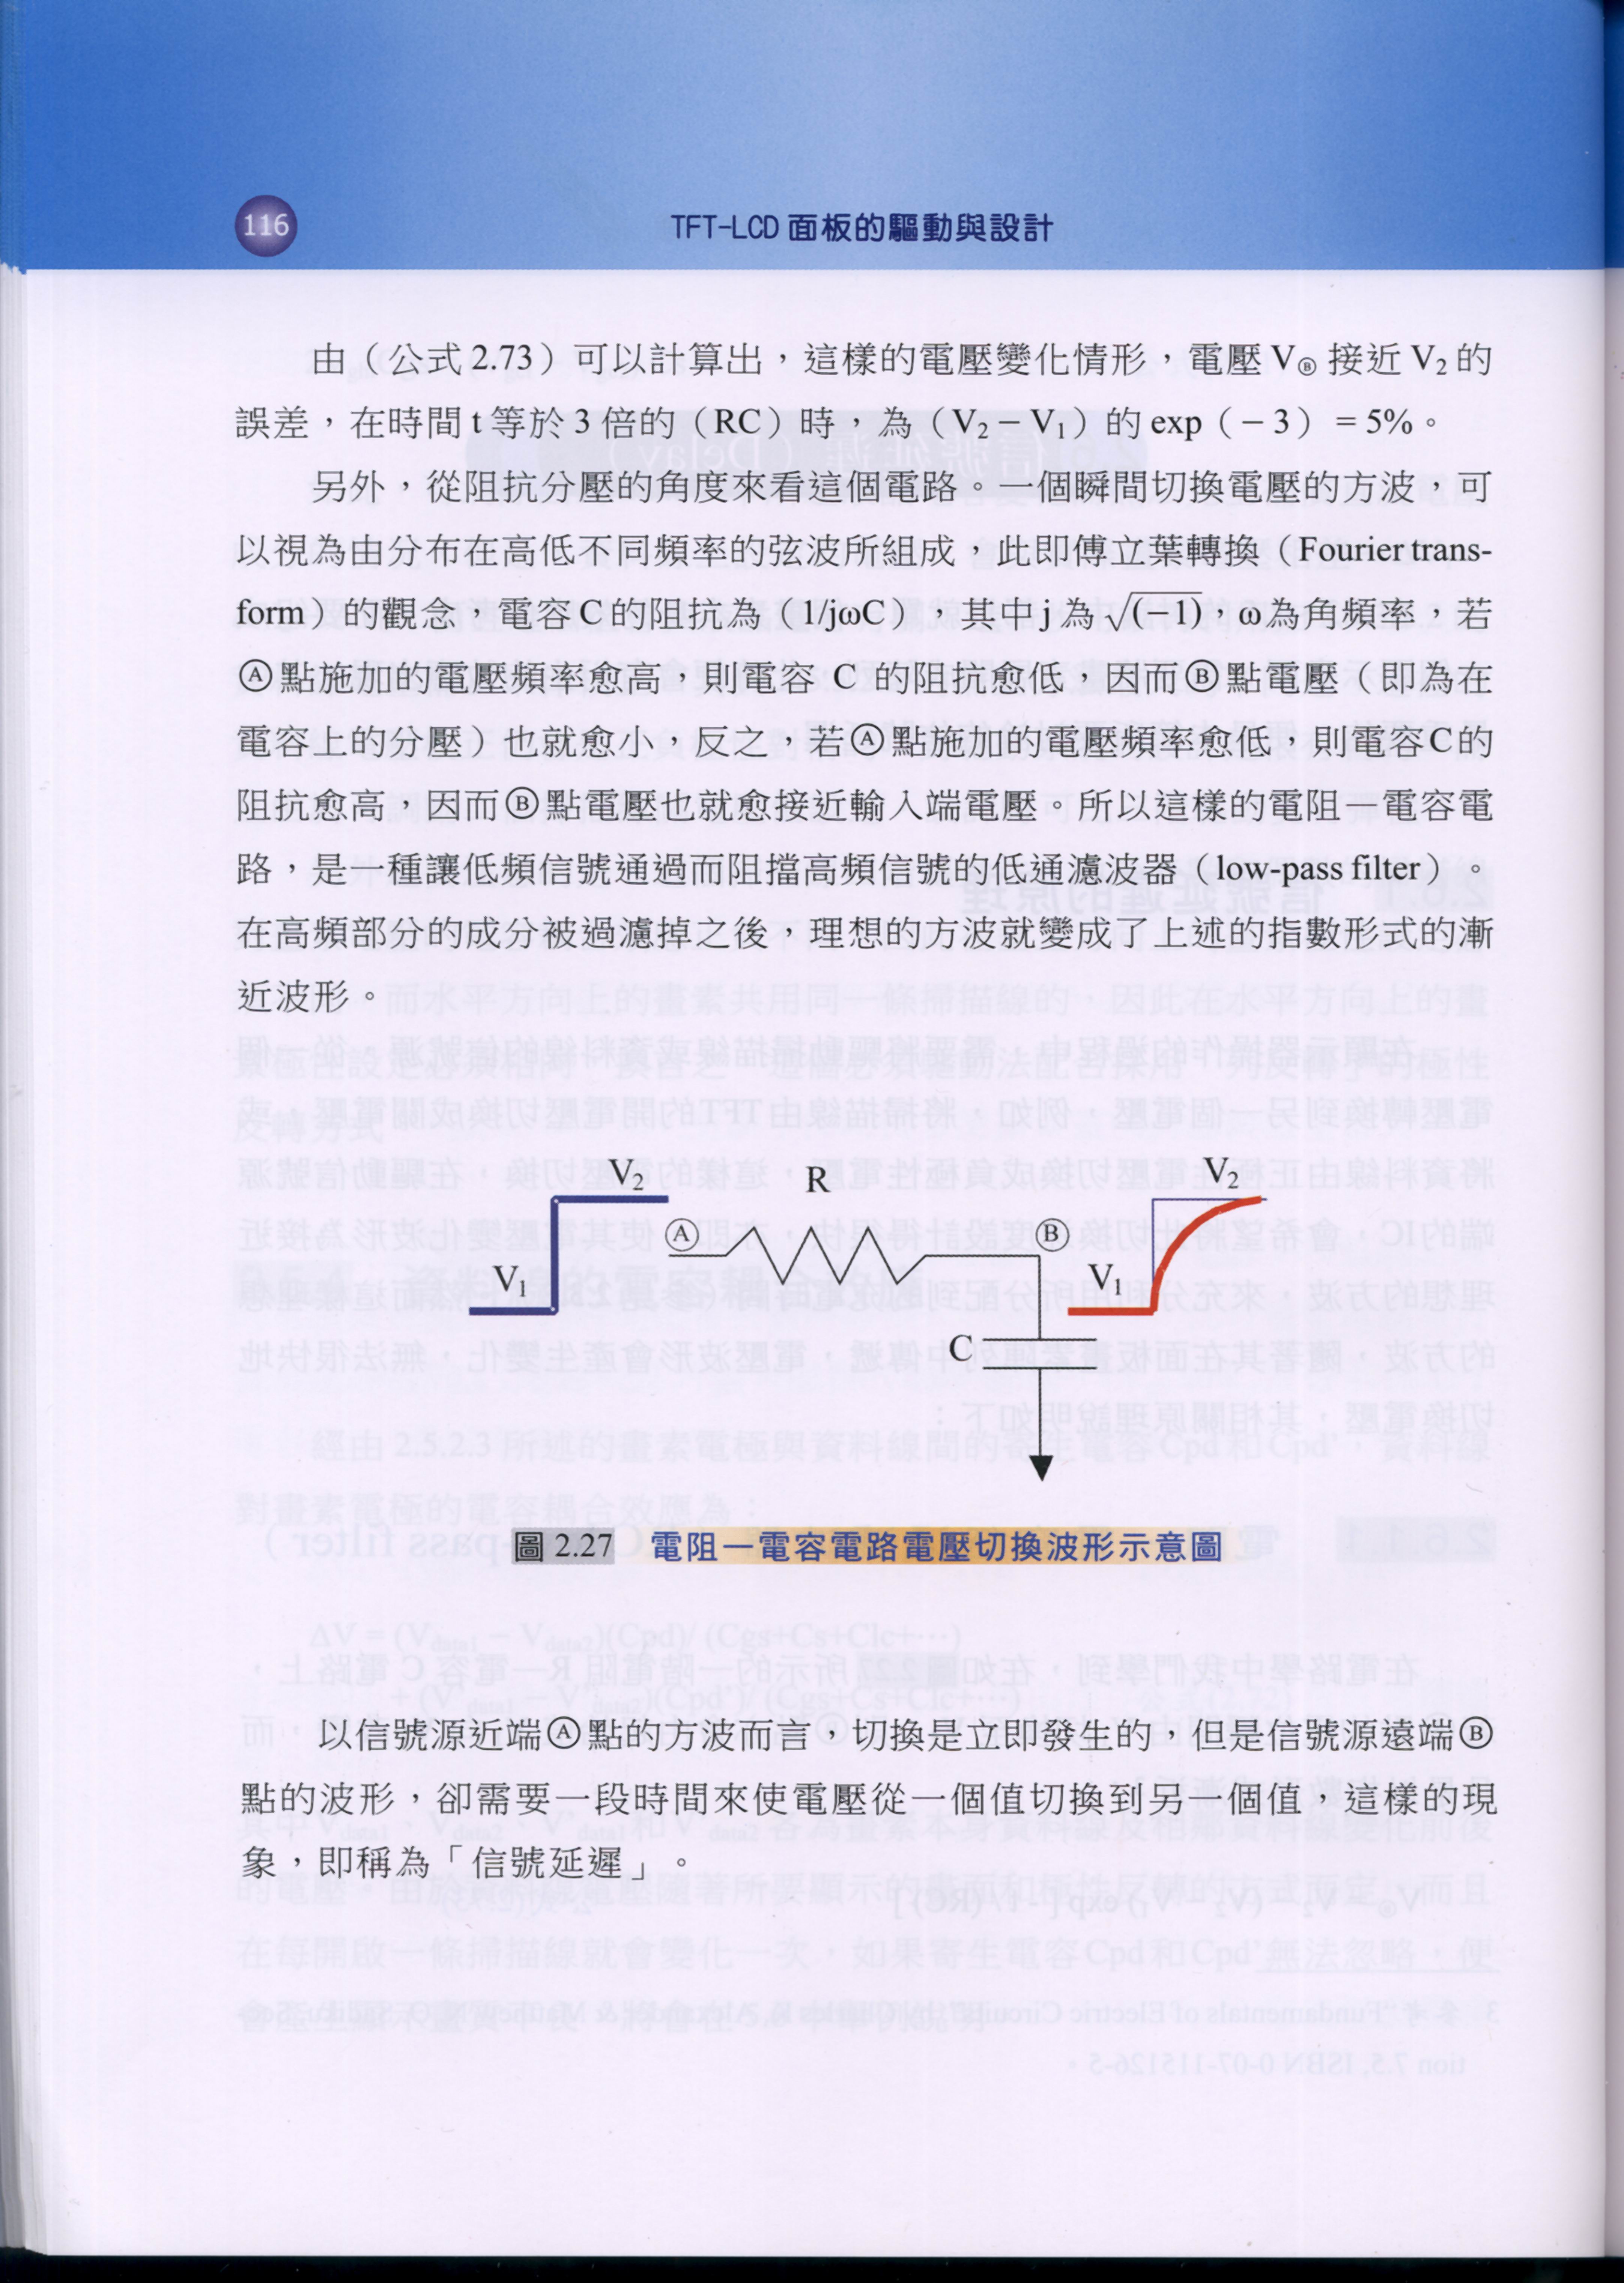 116
TFT-LCD 面板的驅動與設計
由（公式 2.73）可以計算出，這樣的電壓變化情形，電壓 VⒷ 接近 V₂ 的
誤差，在時間 t 等於 3 倍的（RC）時，為（V₂ − V₁）的 exp（− 3）= 5%。
另外，從阻抗分壓的角度來看這個電路。一個瞬間切換電壓的方波，可
以視為由分布在高低不同頻率的弦波所組成，此即傅立葉轉換（Fourier trans-
form）的觀念，電容 C 的阻抗為（1/jωC），其中 j 為 √(−1)，ω為角頻率，若
Ⓐ點施加的電壓頻率愈高，則電容 C 的阻抗愈低，因而Ⓑ點電壓（即為在
電容上的分壓）也就愈小，反之，若Ⓐ點施加的電壓頻率愈低，則電容C的
阻抗愈高，因而Ⓑ點電壓也就愈接近輸入端電壓。所以這樣的電阻－電容電
路，是一種讓低頻信號通過而阻擋高頻信號的低通濾波器（low-pass filter）。
在高頻部分的成分被過濾掉之後，理想的方波就變成了上述的指數形式的漸
近波形。
V₂
R
V₂
Ⓐ
Ⓑ
V₁
V₁
C
圖 2.27 電阻－電容電路電壓切換波形示意圖
以信號源近端Ⓐ點的方波而言，切換是立即發生的，但是信號源遠端Ⓑ
點的波形，卻需要一段時間來使電壓從一個值切換到另一個值，這樣的現
象，即稱為「信號延遲」。